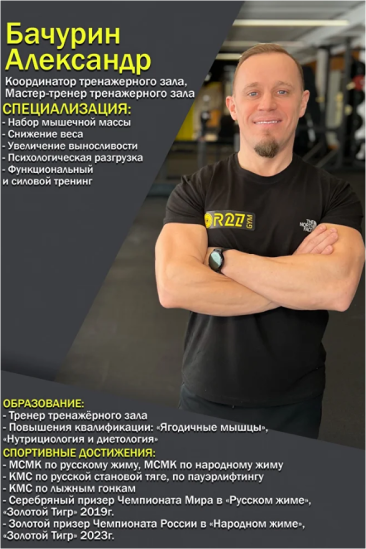 Бачурин
Александр
Координатор тренажерного зала,
Мастер-тренер тренажерного зала
СПЕЦИАЛИЗАЦИЯ:
- Набор мышечной массы
- Снижение веса
- Увеличение выносливости
- Психологическая разгрузка
- Функциональный
и силовой тренинг
OR27
GYM
THE
NORTH
FACE
ОБРАЗОВАНИЕ:
- Тренер тренажёрного зала
- Повышения квалификации: «Ягодичные мышцы»,
«Нутрициология и диетология»
СПОРТИВНЫЕ ДОСТИЖЕНИЯ:
- МСМК по русскому жиму, МСМК по народному жиму
- КМС по русской становой тяге, по пауэрлифтингу
- КМС по лыжным гонкам
- Серебряный призер Чемпионата Мира в «Русском жиме»,
«Золотой Тигр» 2019г.
- Золотой призер Чемпионата России в «Народном жиме»,
«Золотой Тигр» 2023г.